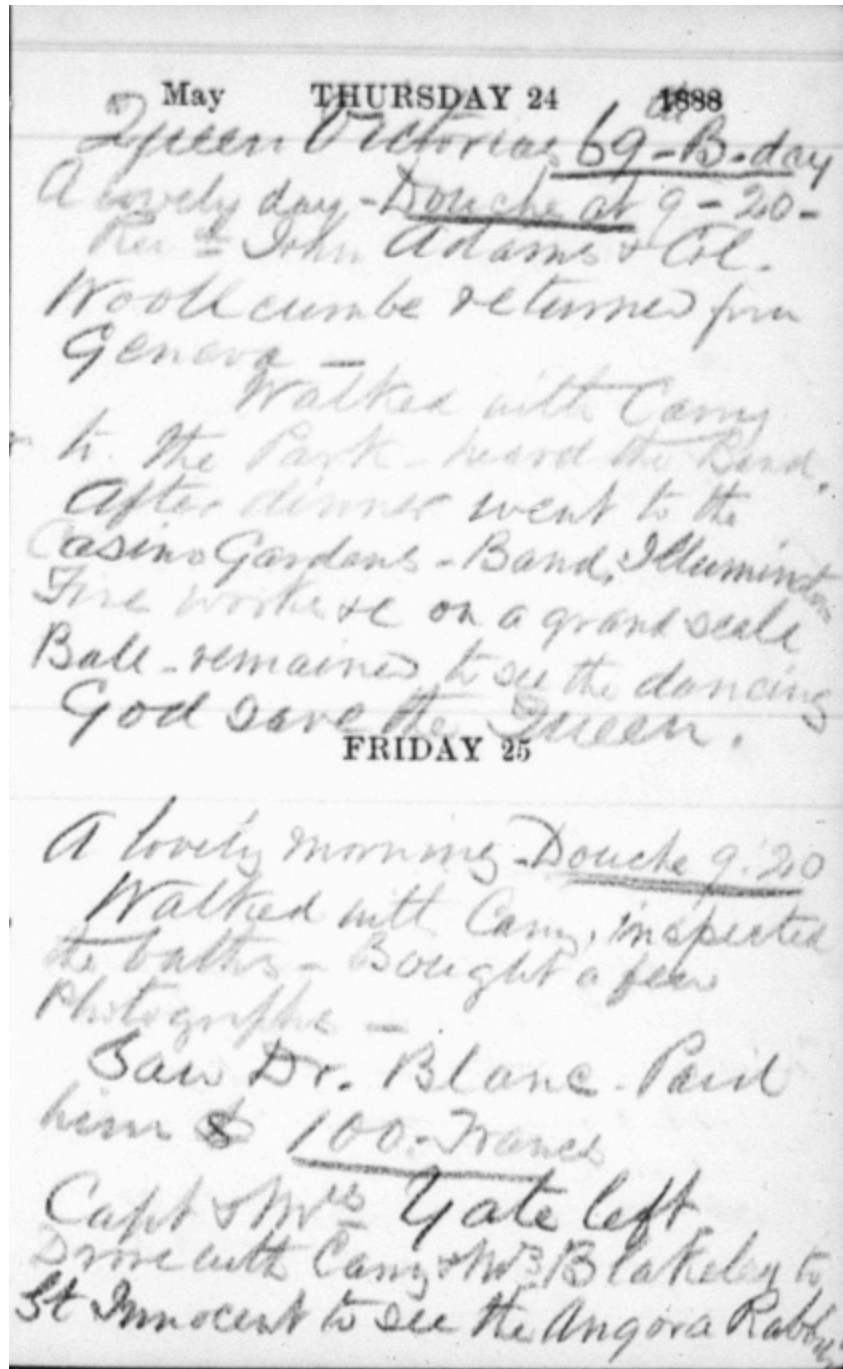 May THURSDAY 24 1888
Queen Victorias 69 - B-day
A lovely day - Douche at 9-20-
John Adams & Col.
Woollcumbe returned from
Geneva -
Walked with Carry
to the Park - heard the Band.
After dinner went to the
Casino Gardens - Band, Illumintons
Fire works &c on a grand scale
Ball - remained to see the dancing
God save the Queen.
FRIDAY 25
A lovely morning - Douche 9.20
Walked with Carry, inspected
the baths - Bought a few
Photographs -
Saw Dr. Blanc - Paid
him 100.- Francs
Capt & Mrs Yate left
Drove with Carry & Mrs Blakeley to
St Innocent to see the Angora Rabbits